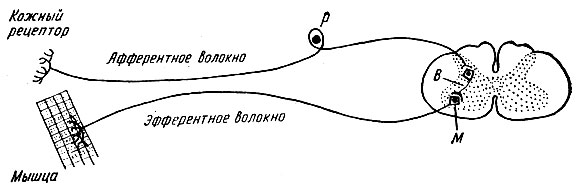 Кожный
рецептор
Р
Афферентное волокно
В
Эфферентное волокно
М
Мышца